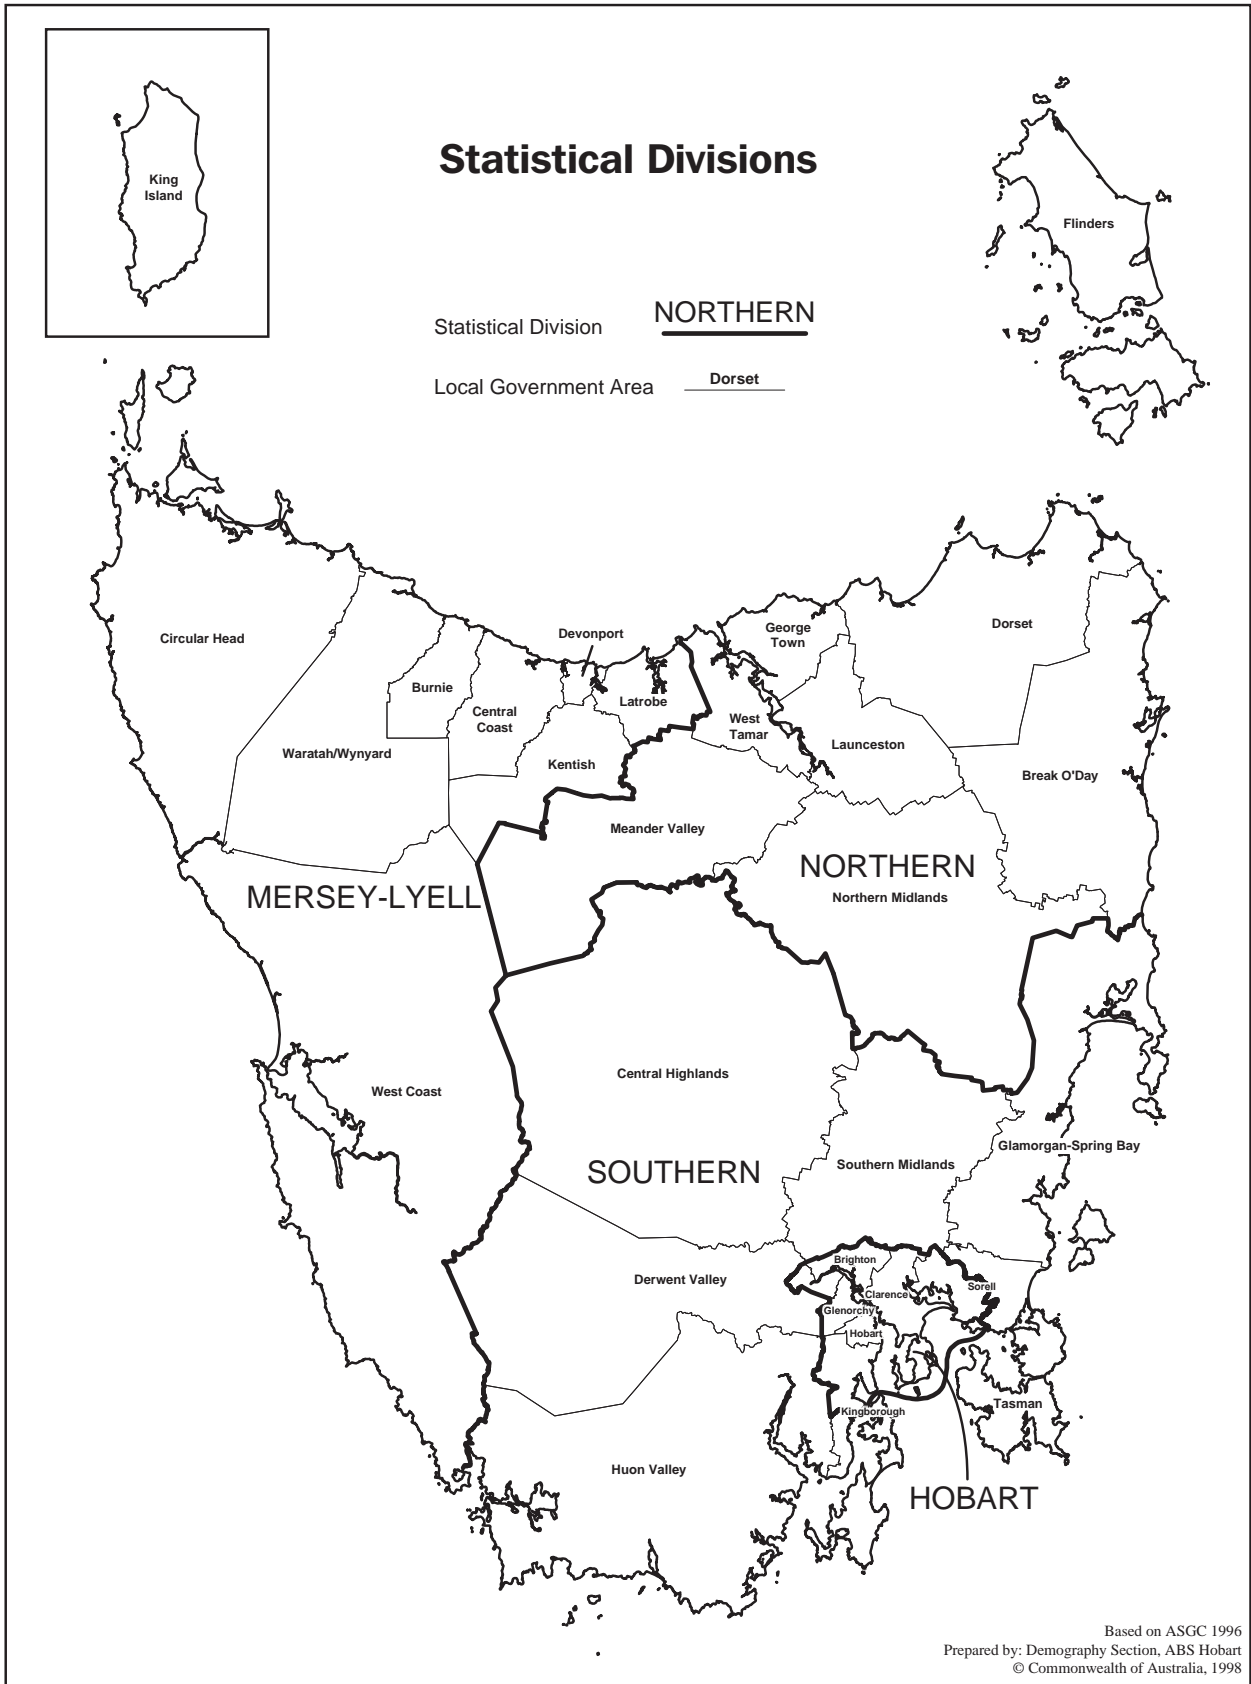 Statistical Divisions
King
Island
Flinders
Statistical Division
NORTHERN
Local Government Area
Dorset
Circular Head
Devonport
George
Town
Dorset
Burnie
Latrobe
Central
Coast
West
Tamar
Launceston
Waratah/Wynyard
Kentish
Break O'Day
Meander Valley
NORTHERN
MERSEY-LYELL
Northern Midlands
Central Highlands
West Coast
Glamorgan-Spring Bay
Southern Midlands
SOUTHERN
Brighton
Derwent Valley
Sorell
Clarence
Glenorchy
Hobart
Tasman
Kingborough
Huon Valley
HOBART
Based on ASGC 1996
Prepared by: Demography Section, ABS Hobart
© Commonwealth of Australia, 1998